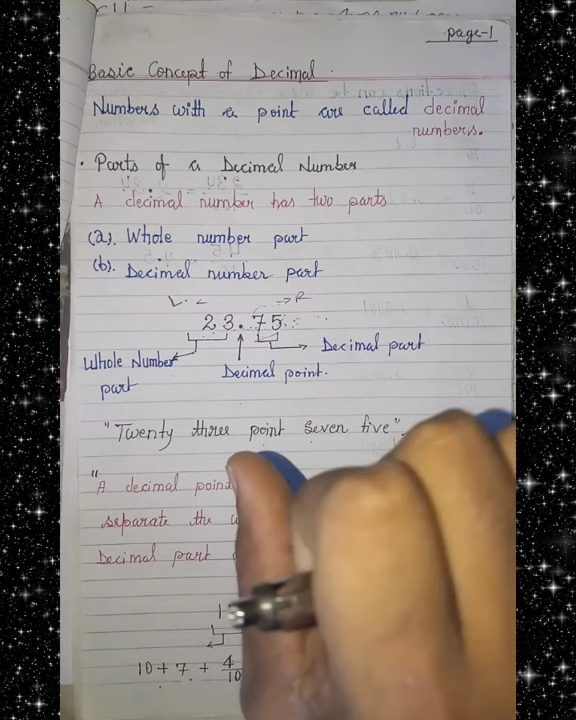 page-1
Basic Concept of Decimal
Numbers with a point are called decimal
numbers.
• Parts of a Decimal Number
A decimal number has two parts
(a). Whole number part
(b). Decimal number part
→ R
23.75
Whole Number part
Decimal point.
Decimal part
"Twenty three point seven five"
"A decimal point
separate the
Decimal part
10 + 7 + 4/10